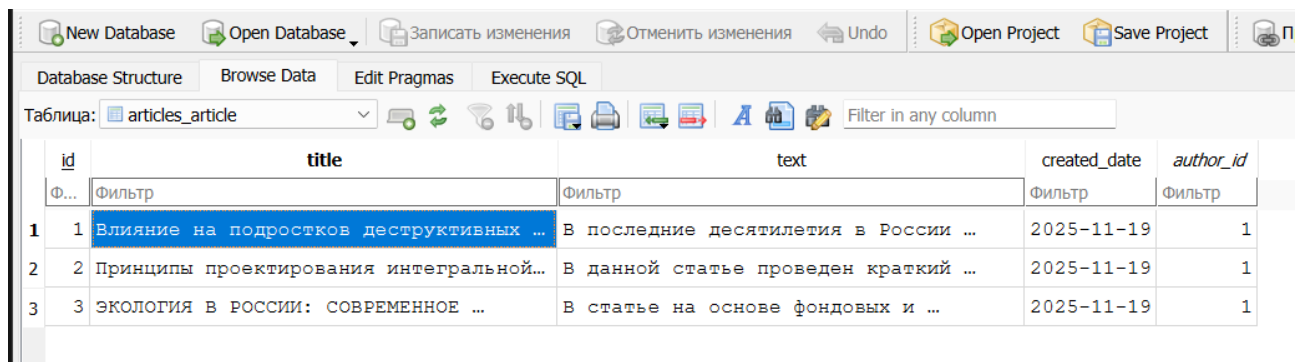 New Database Open Database Записать изменения Отменить изменения Undo Open Project Save Project
Database Structure Browse Data Edit Pragmas Execute SQL
Таблица: articles_article Filter in any column
id title text created_date author_id
Ф... Фильтр Фильтр Фильтр Фильтр
1 1 Влияние на подростков деструктивных … В последние десятилетия в России … 2025-11-19 1
2 2 Принципы проектирования интегральной… В данной статье проведен краткий … 2025-11-19 1
3 3 ЭКОЛОГИЯ В РОССИИ: СОВРЕМЕННОЕ … В статье на основе фондовых и … 2025-11-19 1